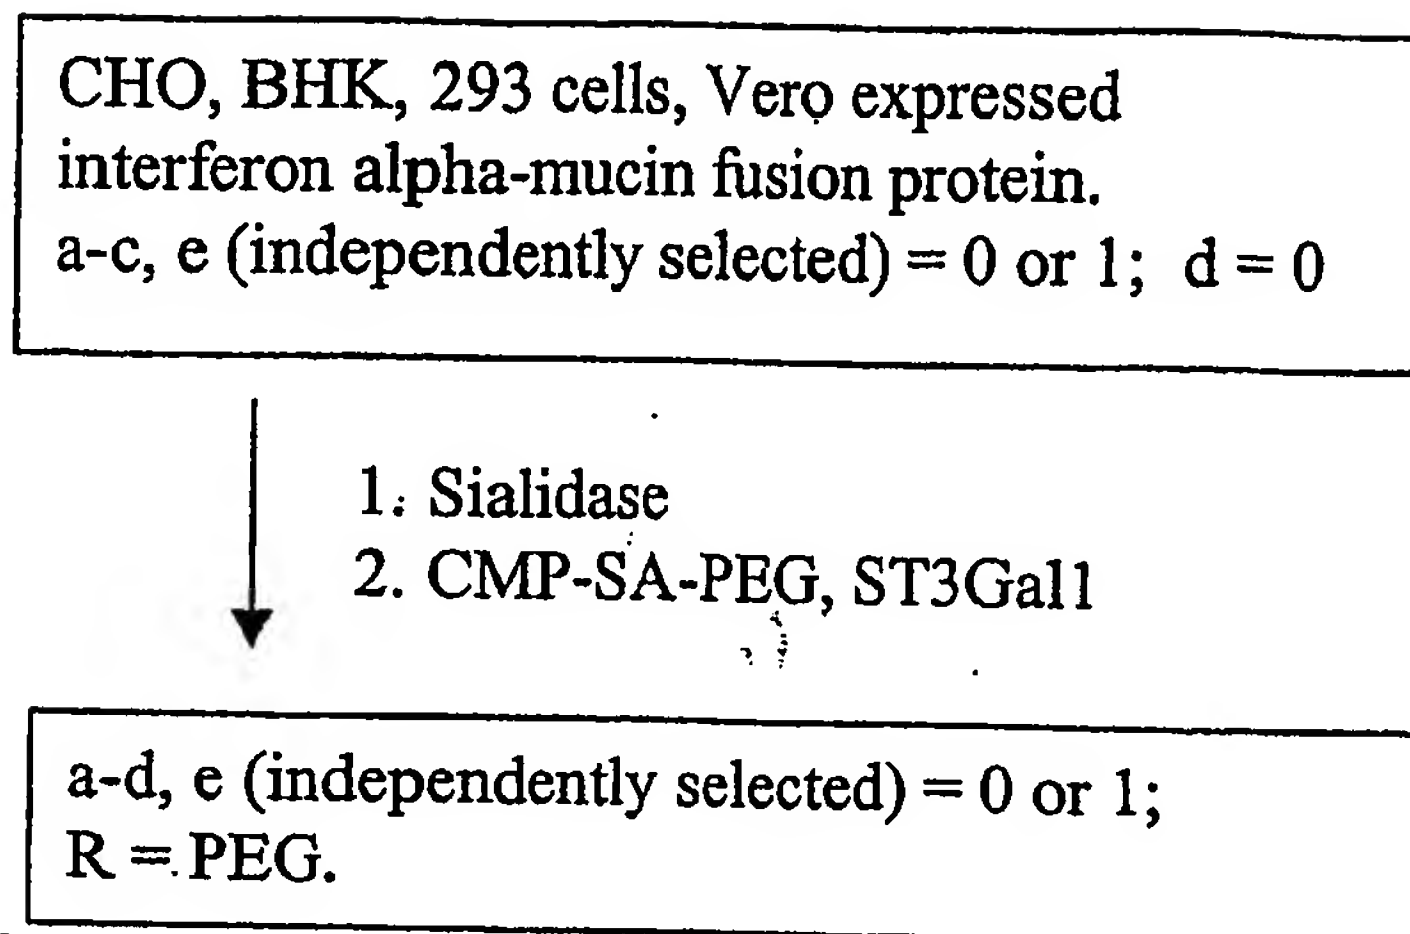 CHO, BHK, 293 cells, Vero expressed
interferon alpha-mucin fusion protein.
a-c, e (independently selected) = 0 or 1;  d = 0
1. Sialidase
2. CMP-SA-PEG, ST3Gal1
a-d, e (independently selected) = 0 or 1;
R = PEG.